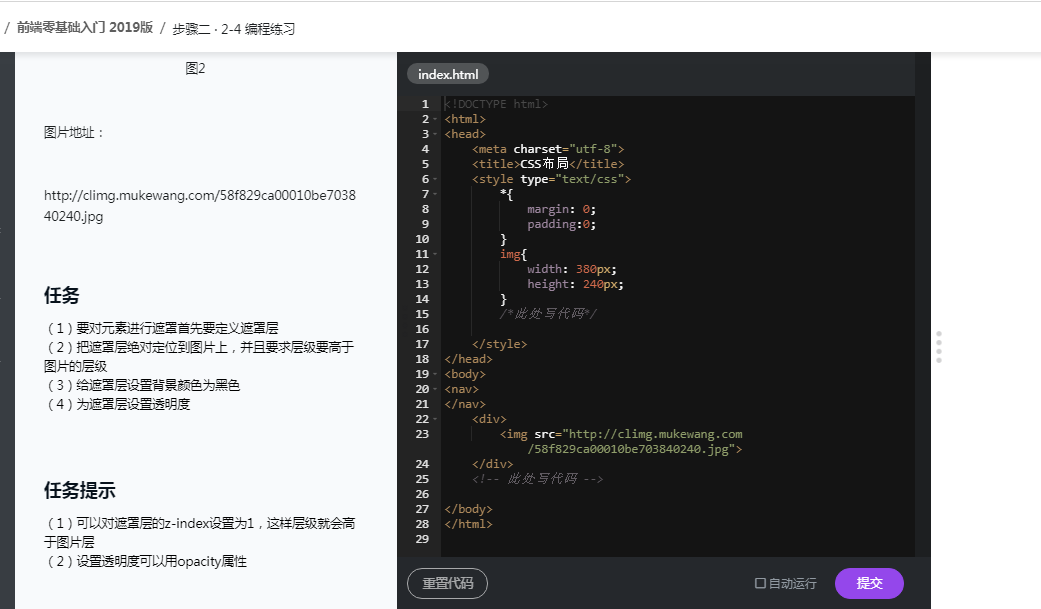 / 前端零基础入门 2019版 / 步骤二 · 2-4 编程练习
图2
图片地址：
http://climg.mukewang.com/58f829ca00010be7038
40240.jpg
任务
（1）要对元素进行遮罩首先要定义遮罩层
（2）把遮罩层绝对定位到图片上，并且要求层级要高于
图片的层级
（3）给遮罩层设置背景颜色为黑色
（4）为遮罩层设置透明度
任务提示
（1）可以对遮罩层的z-index设置为1，这样层级就会高
于图片层
（2）设置透明度可以用opacity属性
index.html
1 <!DOCTYPE html>
2 <html>
3 <head>
4 <meta charset="utf-8">
5 <title>CSS布局</title>
6 <style type="text/css">
7 *{
8 margin: 0;
9 padding:0;
10 }
11 img{
12 width: 380px;
13 height: 240px;
14 }
15 /*此处写代码*/
16
17 </style>
18 </head>
19 <body>
20 <nav>
21 </nav>
22 <div>
23 <img src="http://climg.mukewang.com
/58f829ca00010be703840240.jpg">
24 </div>
25 <!-- 此处写代码 -->
26
27 </body>
28 </html>
29
重置代码
自动运行
提交